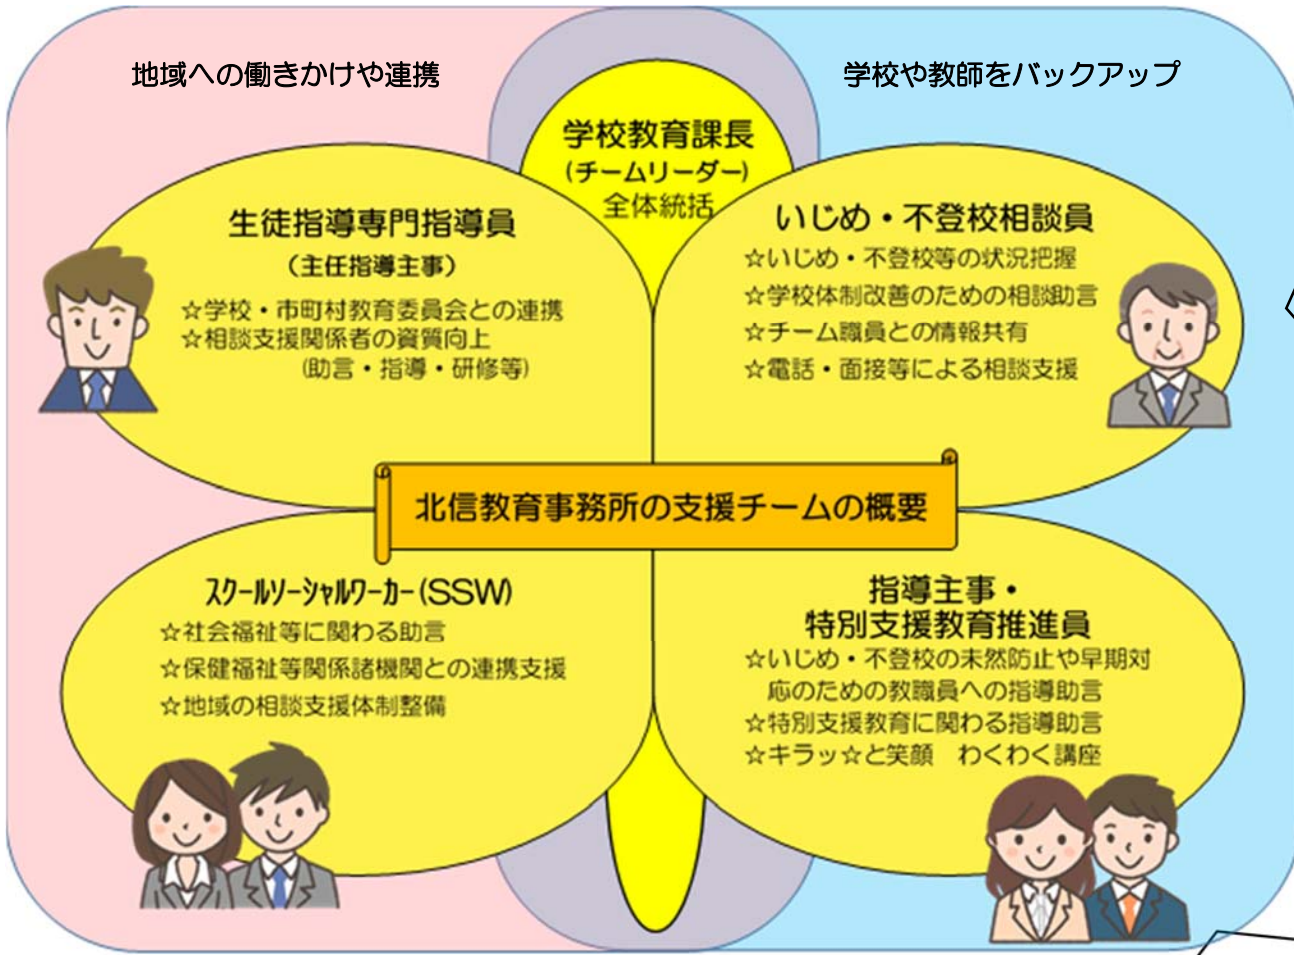 地域への働きかけや連携
学校や教師をバックアップ
学校教育課長
(チームリーダー)
全体統括
生徒指導専門指導員
(主任指導主事)
☆学校・市町村教育委員会との連携
☆相談支援関係者の資質向上
(助言・指導・研修等)
いじめ・不登校相談員
☆いじめ・不登校等の状況把握
☆学校体制改善のための相談助言
☆チーム職員との情報共有
☆電話・面接等による相談支援
北信教育事務所の支援チームの概要
スクールソーシャルワーカー(SSW)
☆社会福祉等に関わる助言
☆保健福祉等関係諸機関との連携支援
☆地域の相談支援体制整備
指導主事・
特別支援教育推進員
☆いじめ・不登校の未然防止や早期対
応のための教職員への指導助言
☆特別支援教育に関わる指導助言
☆キラッ☆と笑顔　わくわく講座